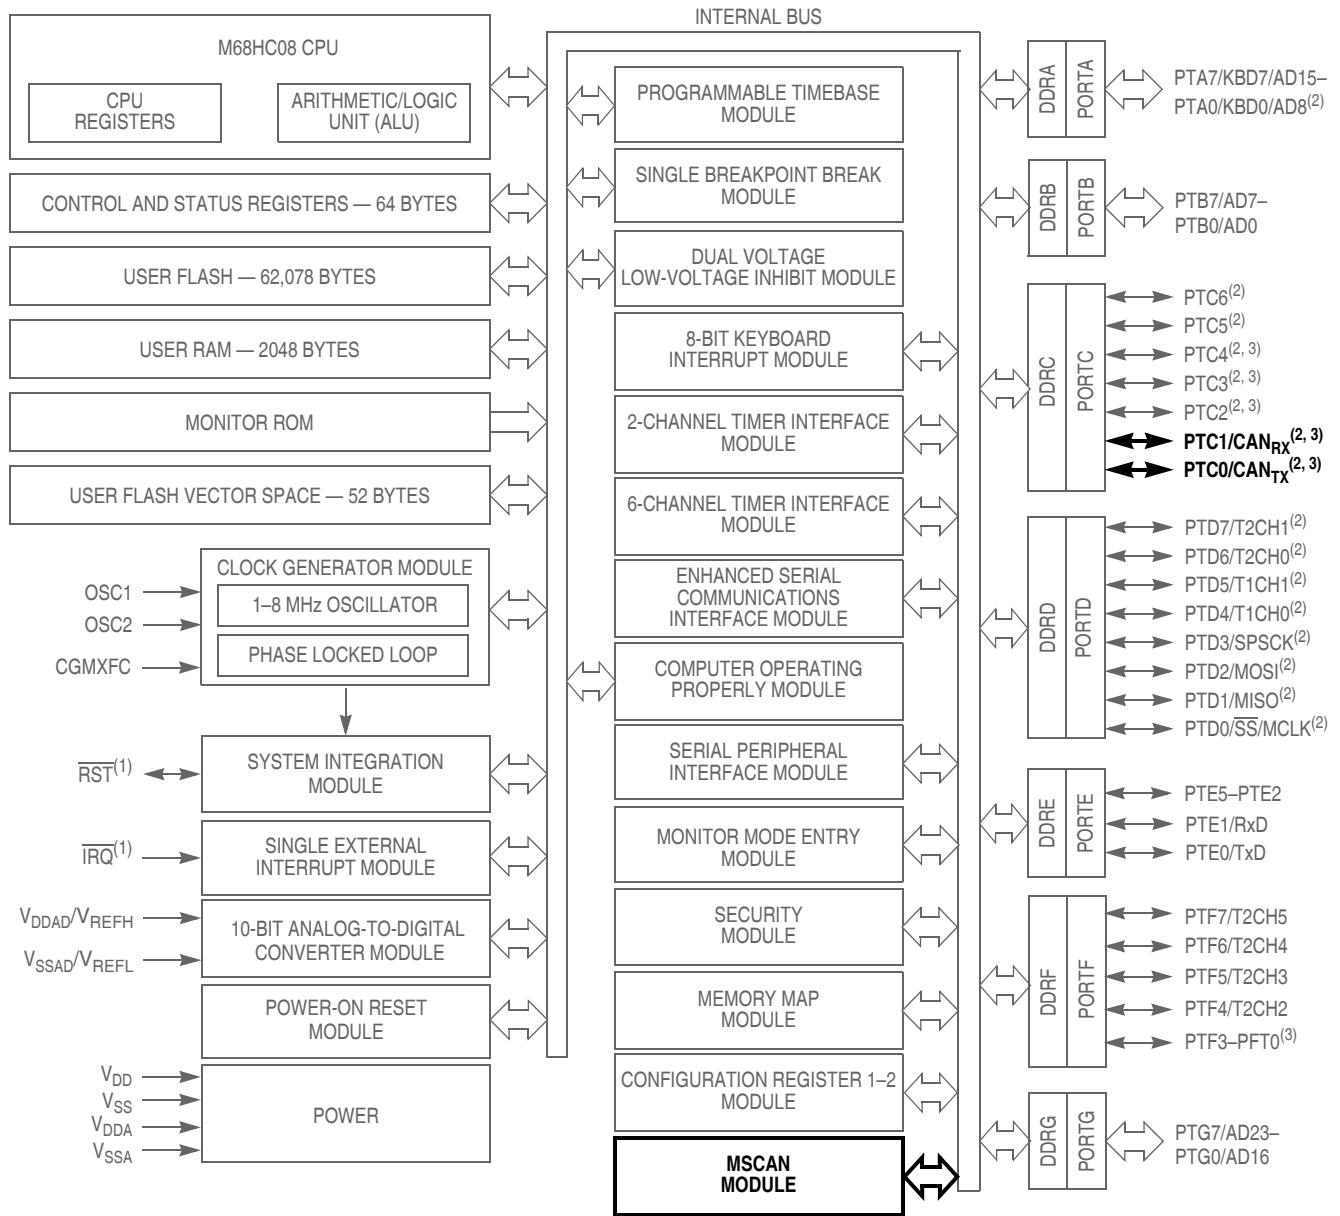 INTERNAL BUS
M68HC08 CPU
CPU
REGISTERS
ARITHMETIC/LOGIC
UNIT (ALU)
CONTROL AND STATUS REGISTERS — 64 BYTES
USER FLASH — 62,078 BYTES
USER RAM — 2048 BYTES
MONITOR ROM
USER FLASH VECTOR SPACE — 52 BYTES
CLOCK GENERATOR MODULE
1–8 MHz OSCILLATOR
PHASE LOCKED LOOP
OSC1
OSC2
CGMXFC
SYSTEM INTEGRATION
MODULE
R̅S̅T̅(1)
SINGLE EXTERNAL
INTERRUPT MODULE
I̅R̅Q̅(1)
10-BIT ANALOG-TO-DIGITAL
CONVERTER MODULE
VDDAD/VREFH
VSSAD/VREFL
POWER-ON RESET
MODULE
POWER
VDD
VSS
VDDA
VSSA
PROGRAMMABLE TIMEBASE
MODULE
SINGLE BREAKPOINT BREAK
MODULE
DUAL VOLTAGE
LOW-VOLTAGE INHIBIT MODULE
8-BIT KEYBOARD
INTERRUPT MODULE
2-CHANNEL TIMER INTERFACE
MODULE
6-CHANNEL TIMER INTERFACE
MODULE
ENHANCED SERIAL
COMMUNICATIONS
INTERFACE MODULE
COMPUTER OPERATING
PROPERLY MODULE
SERIAL PERIPHERAL
INTERFACE MODULE
MONITOR MODE ENTRY
MODULE
SECURITY
MODULE
MEMORY MAP
MODULE
CONFIGURATION REGISTER 1–2
MODULE
MSCAN
MODULE
DDRA
PORTA
PTA7/KBD7/AD15–
PTA0/KBD0/AD8(2)
DDRB
PORTB
PTB7/AD7–
PTB0/AD0
DDRC
PORTC
PTC6(2)
PTC5(2)
PTC4(2, 3)
PTC3(2, 3)
PTC2(2, 3)
PTC1/CANRX(2, 3)
PTC0/CANTX(2, 3)
DDRD
PORTD
PTD7/T2CH1(2)
PTD6/T2CH0(2)
PTD5/T1CH1(2)
PTD4/T1CH0(2)
PTD3/SPSCK(2)
PTD2/MOSI(2)
PTD1/MISO(2)
PTD0/S̅S̅/MCLK(2)
DDRE
PORTE
PTE5–PTE2
PTE1/RxD
PTE0/TxD
DDRF
PORTF
PTF7/T2CH5
PTF6/T2CH4
PTF5/T2CH3
PTF4/T2CH2
PTF3–PFT0(3)
DDRG
PORTG
PTG7/AD23–
PTG0/AD16